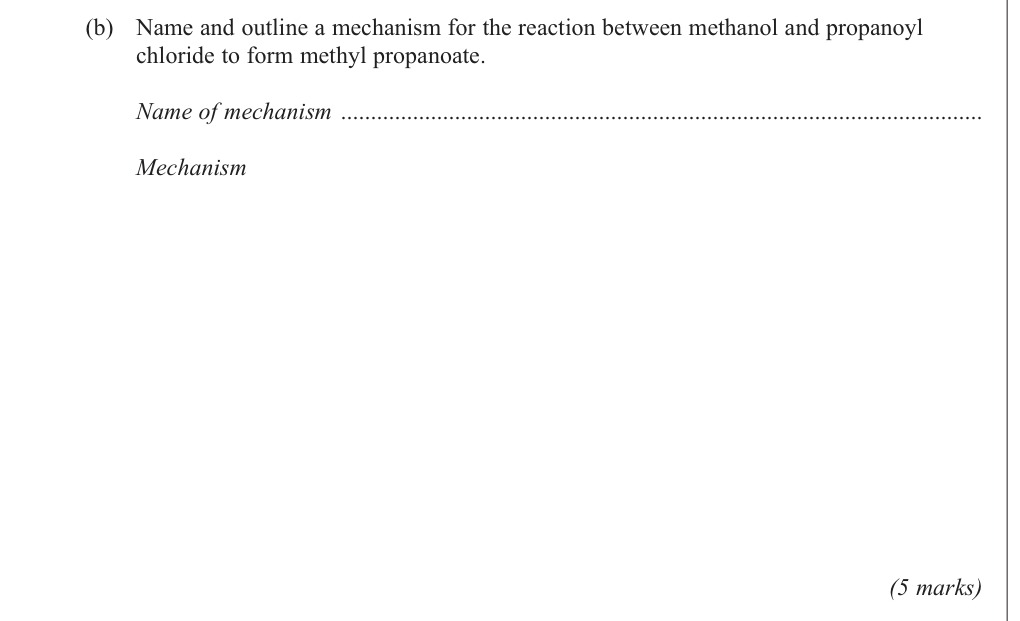 (b) Name and outline a mechanism for the reaction between methanol and propanoyl
chloride to form methyl propanoate.
Name of mechanism ..........................................................................................................
Mechanism
(5 marks)